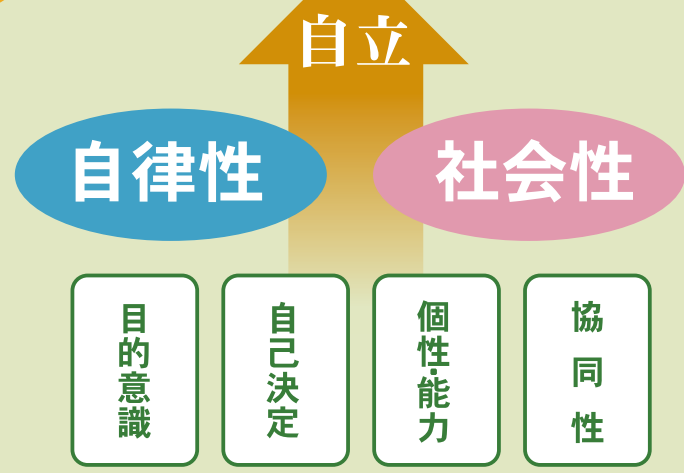 自立
自律性
社会性
目的意識
自己決定
個性・能力
協同性